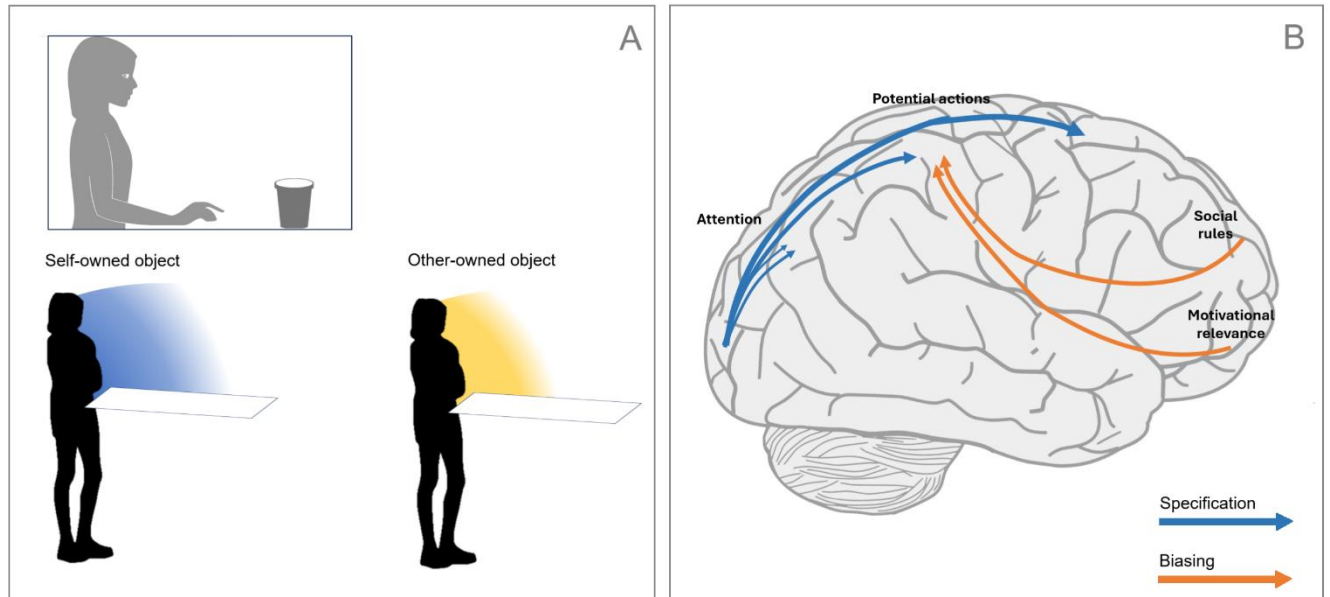 A
Self-owned object
Other-owned object
B
Potential actions
Attention
Social
rules
Motivational
relevance
Specification
Biasing